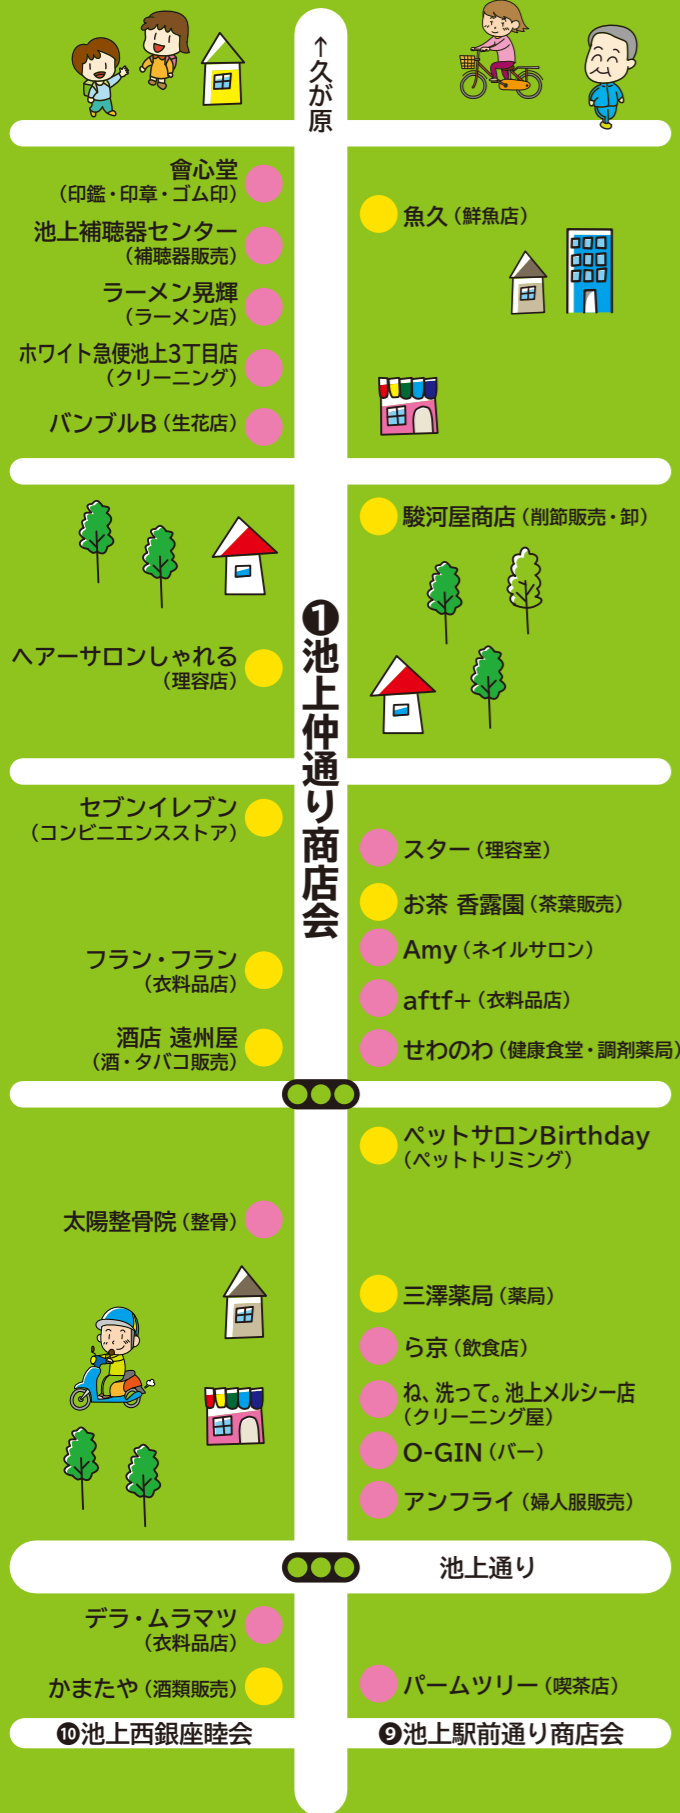 ↑久が原
會心堂
（印鑑・印章・ゴム印）
池上補聴器センター
（補聴器販売）
ラーメン晃輝
（ラーメン店）
ホワイト急便池上3丁目店
（クリーニング）
バンブルB（生花店）
魚久（鮮魚店）
駿河屋商店（削節販売・卸）
❶池上仲通り商店会
ヘアーサロンしゃれる
（理容店）
セブンイレブン
（コンビニエンスストア）
フラン・フラン
（衣料品店）
酒店 遠州屋
（酒・タバコ販売）
スター（理容室）
お茶 香露園（茶葉販売）
Amy（ネイルサロン）
aftf+（衣料品店）
せわのわ（健康食堂・調剤薬局）
太陽整骨院（整骨）
ペットサロンBirthday
（ペットトリミング）
三澤薬局（薬局）
ら京（飲食店）
ね、洗って。池上メルシー店
（クリーニング屋）
O-GIN（バー）
アンフライ（婦人服販売）
池上通り
デラ・ムラマツ
（衣料品店）
かまたや（酒類販売）
パームツリー（喫茶店）
❿池上西銀座睦会
❾池上駅前通り商店会